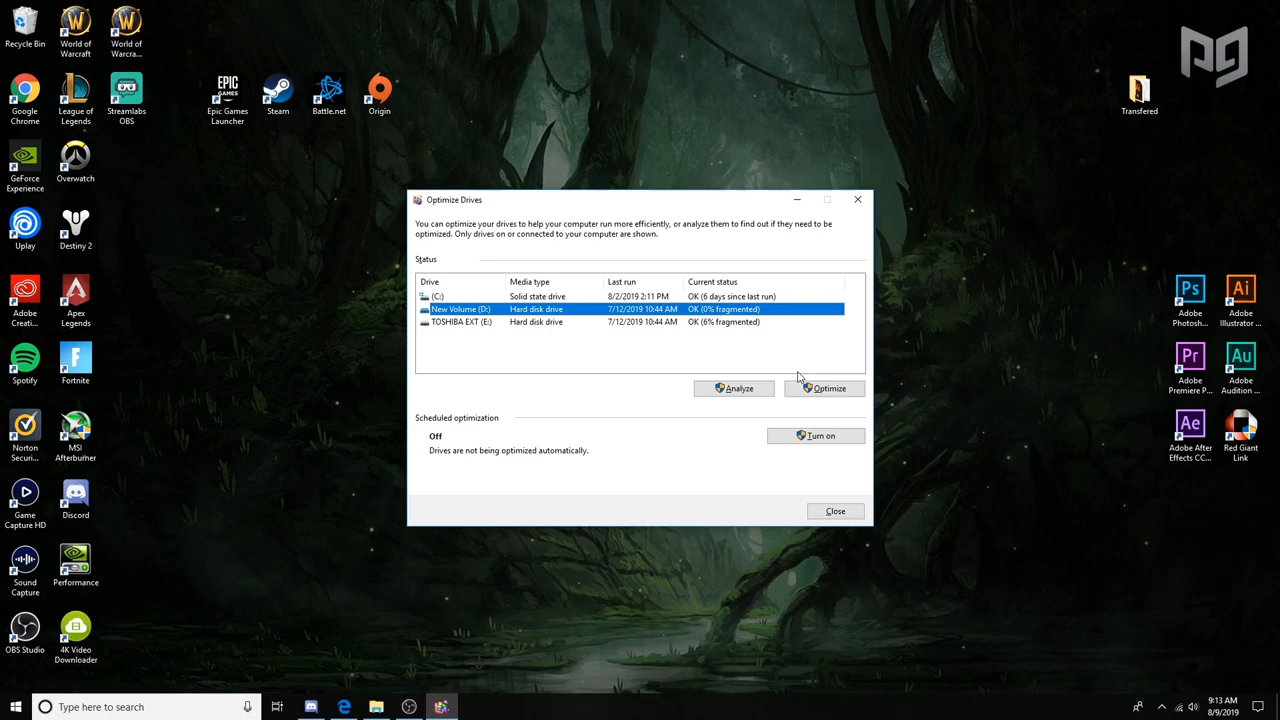 Recycle Bin
World of
Warcraft
World of
Warcra...
Google
Chrome
League of
Legends
Streamlabs
OBS
EPIC
GAMES
Epic Games
Launcher
Steam
Battle.net
Origin
Transfered
PG
GeForce
Experience
Overwatch
Uplay
Destiny 2
Adobe
Creati...
Apex
Legends
Spotify
Fortnite
Norton
Securi...
MSI
Afterburner
Game
Capture HD
Discord
Sound
Capture
Performance
OBS Studio
4K Video
Downloader
Optimize Drives
You can optimize your drives to help your computer run more efficiently, or analyze them to find out if they need to be
optimized. Only drives on or connected to your computer are shown.
Status
Drive Media type Last run Current status
(C:) Solid state drive 8/2/2019 2:11 PM OK (6 days since last run)
New Volume (D:) Hard disk drive 7/12/2019 10:44 AM OK (0% fragmented)
TOSHIBA EXT (E:) Hard disk drive 7/12/2019 10:44 AM OK (6% fragmented)
Analyze Optimize
Scheduled optimization
Off
Turn on
Drives are not being optimized automatically.
Close
Ps
Adobe
Photosh...
Ai
Adobe
Illustrator ...
Pr
Adobe
Premiere P...
Au
Adobe
Audition ...
Ae
Adobe After
Effects CC...
Red Giant
Link
Type here to search
9:13 AM
8/9/2019